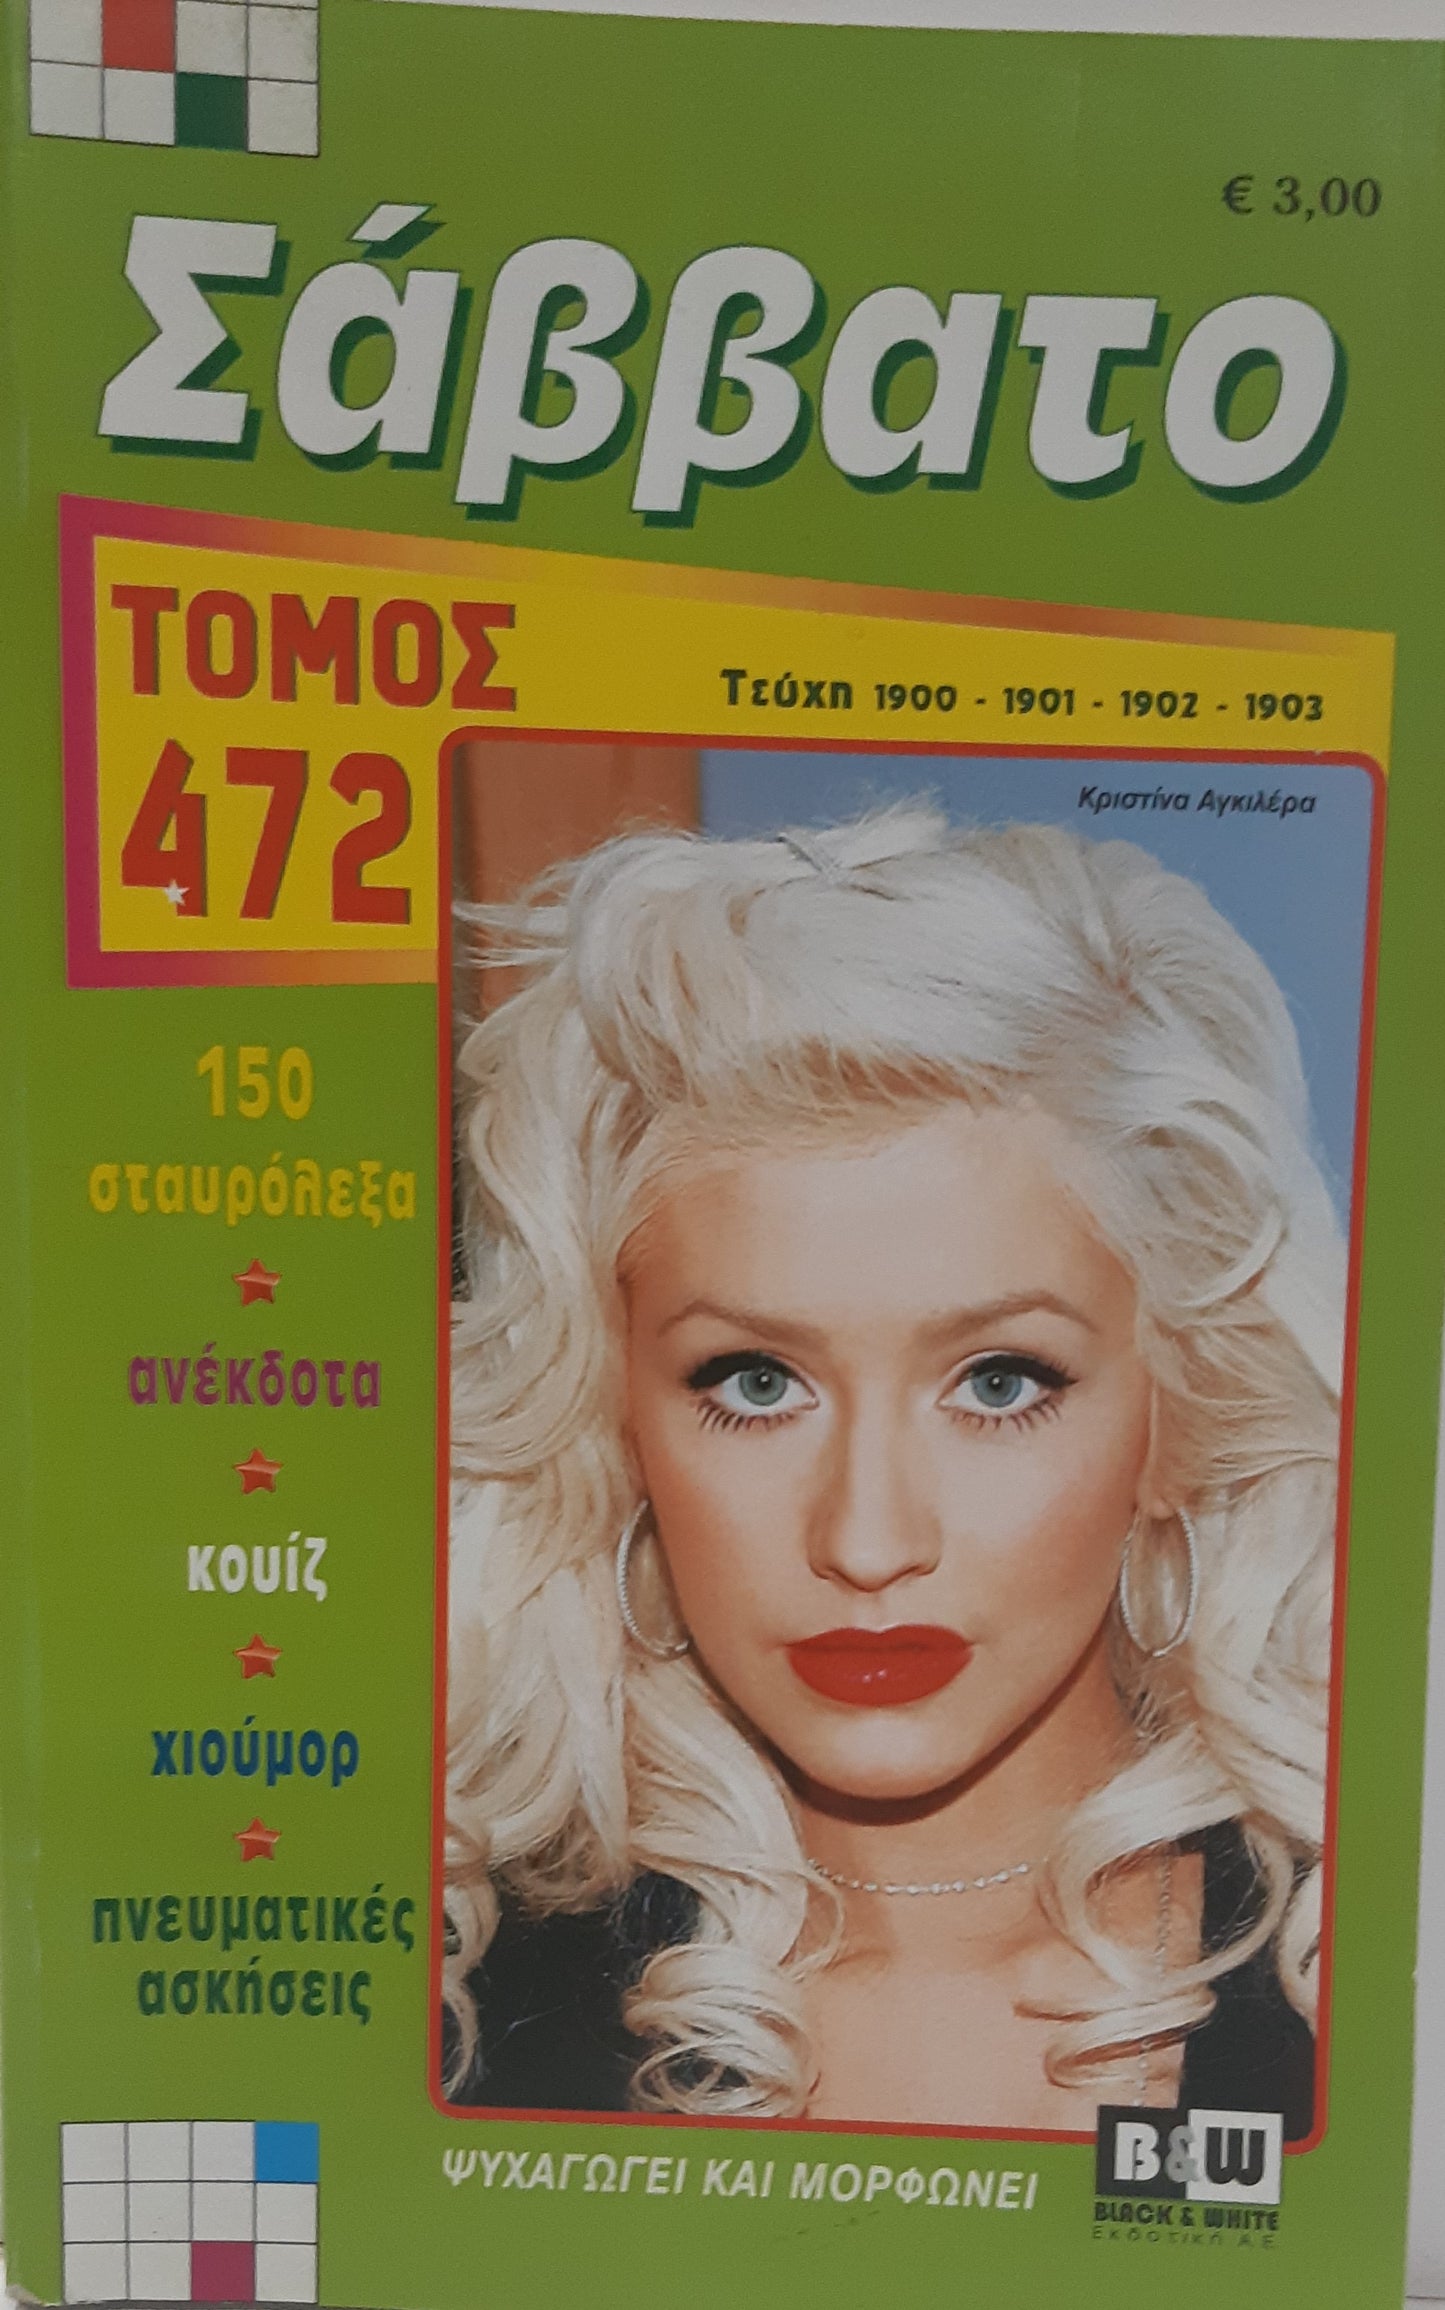 € 3,00
Σάββατο
ΤΟΜΟΣ
472
Τεύχη 1900 - 1901 - 1902 - 1903
Κριστίνα Αγκιλέρα
150
σταυρόλεξα
ανέκδοτα
κουίζ
χιούμορ
πνευματικές
ασκήσεις
ΨΥΧΑΓΩΓΕΙ ΚΑΙ ΜΟΡΦΩΝΕΙ
B&W
BLACK & WHITE
ΕΚΔΟΤΙΚΗ Α.Ε.